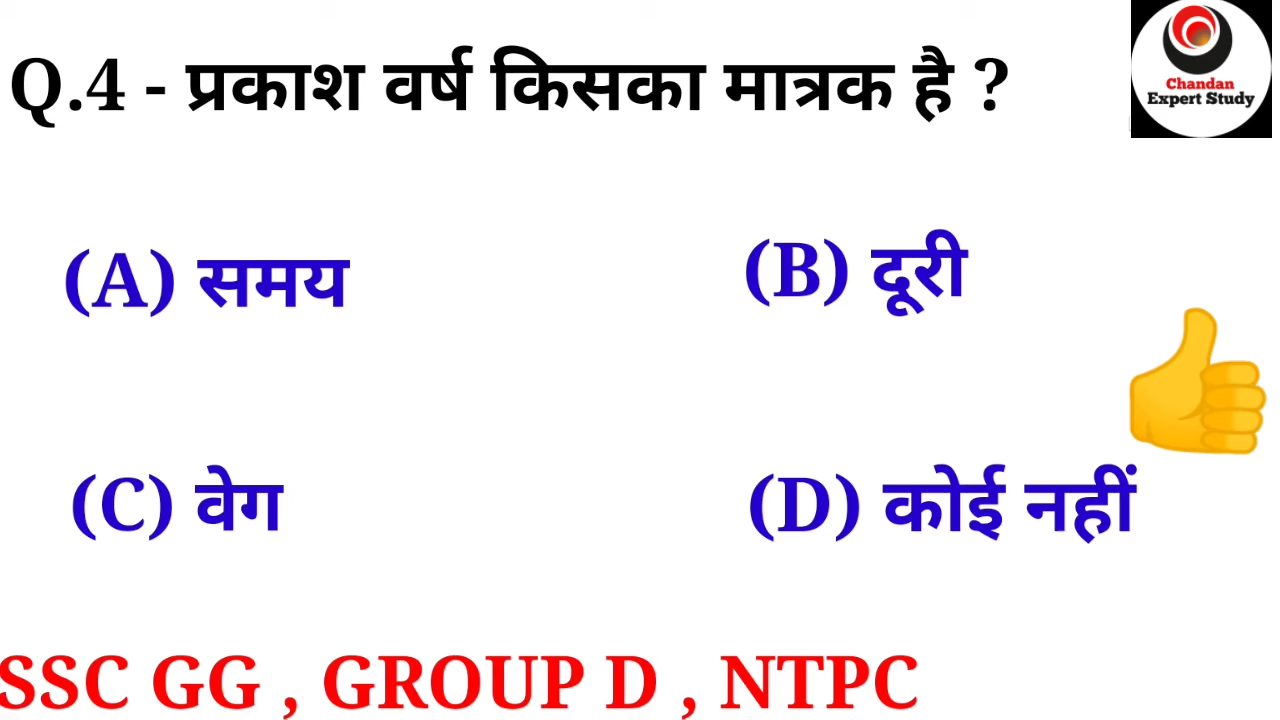 Q.4 - प्रकाश वर्ष किसका मात्रक है ?
Chandan
Expert Study
(A) समय
(B) दूरी
(C) वेग
(D) कोई नहीं
SSC GG , GROUP D , NTPC